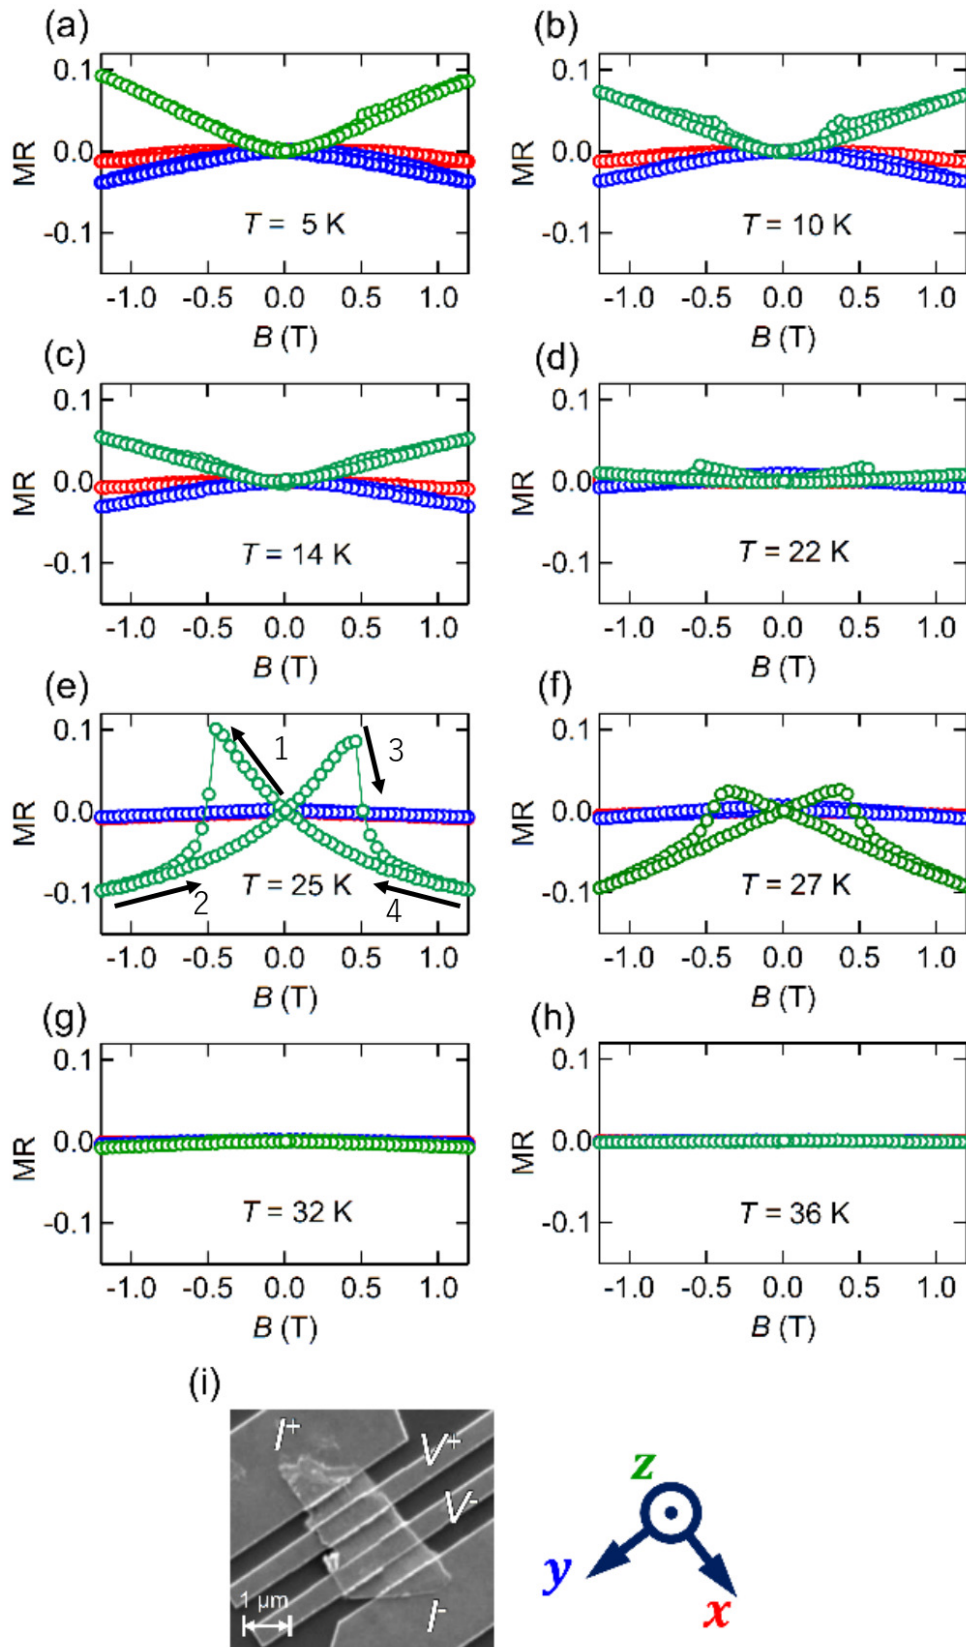 (a)
0.1
0.0
-0.1
MR
T = 5 K
-1.0 -0.5 0.0 0.5 1.0
B (T)
(b)
0.1
0.0
-0.1
MR
T = 10 K
-1.0 -0.5 0.0 0.5 1.0
B (T)
(c)
0.1
0.0
-0.1
MR
T = 14 K
-1.0 -0.5 0.0 0.5 1.0
B (T)
(d)
0.1
0.0
-0.1
MR
T = 22 K
-1.0 -0.5 0.0 0.5 1.0
B (T)
(e)
0.1
0.0
-0.1
MR
1
3
2
4
T = 25 K
-1.0 -0.5 0.0 0.5 1.0
B (T)
(f)
0.1
0.0
-0.1
MR
T = 27 K
-1.0 -0.5 0.0 0.5 1.0
B (T)
(g)
0.1
0.0
-0.1
MR
T = 32 K
-1.0 -0.5 0.0 0.5 1.0
B (T)
(h)
0.1
0.0
-0.1
MR
T = 36 K
-1.0 -0.5 0.0 0.5 1.0
B (T)
(i)
I⁺
V⁺
V⁻
I⁻
1 μm
z
y
x